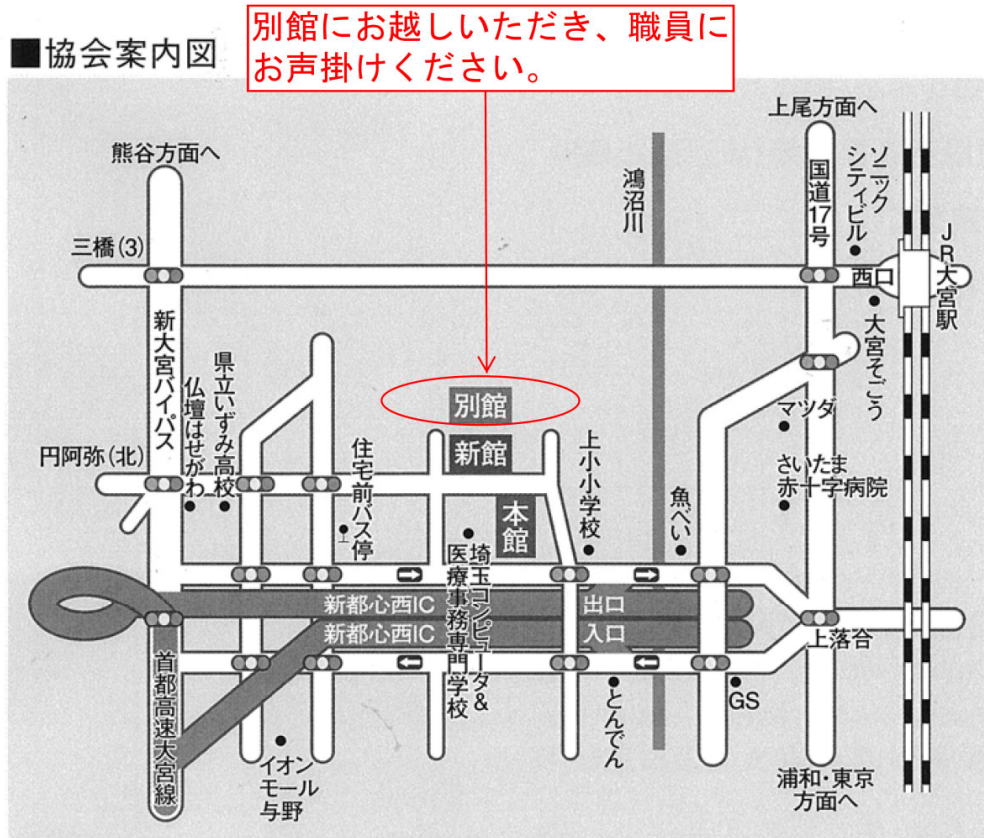 別館にお越しいただき、職員に
お声掛けください。
■協会案内図
熊谷方面へ
上尾方面へ
鴻沼川
国道17号
ソニック
シティビル
JR大宮駅
三橋(3)
西口
新大宮バイパス
大宮そごう
県立いずみ高校
仏壇はせがわ
別館
マツダ
円阿弥(北)
新館
住宅前バス停
上小小学校
さいたま
赤十字病院
本館
魚べい
埼玉コンピュータ&
医療事務専門学校
新都心西IC
出口
新都心西IC
入口
上落合
首都高速大宮線
とんでん
GS
イオン
モール
与野
浦和・東京
方面へ